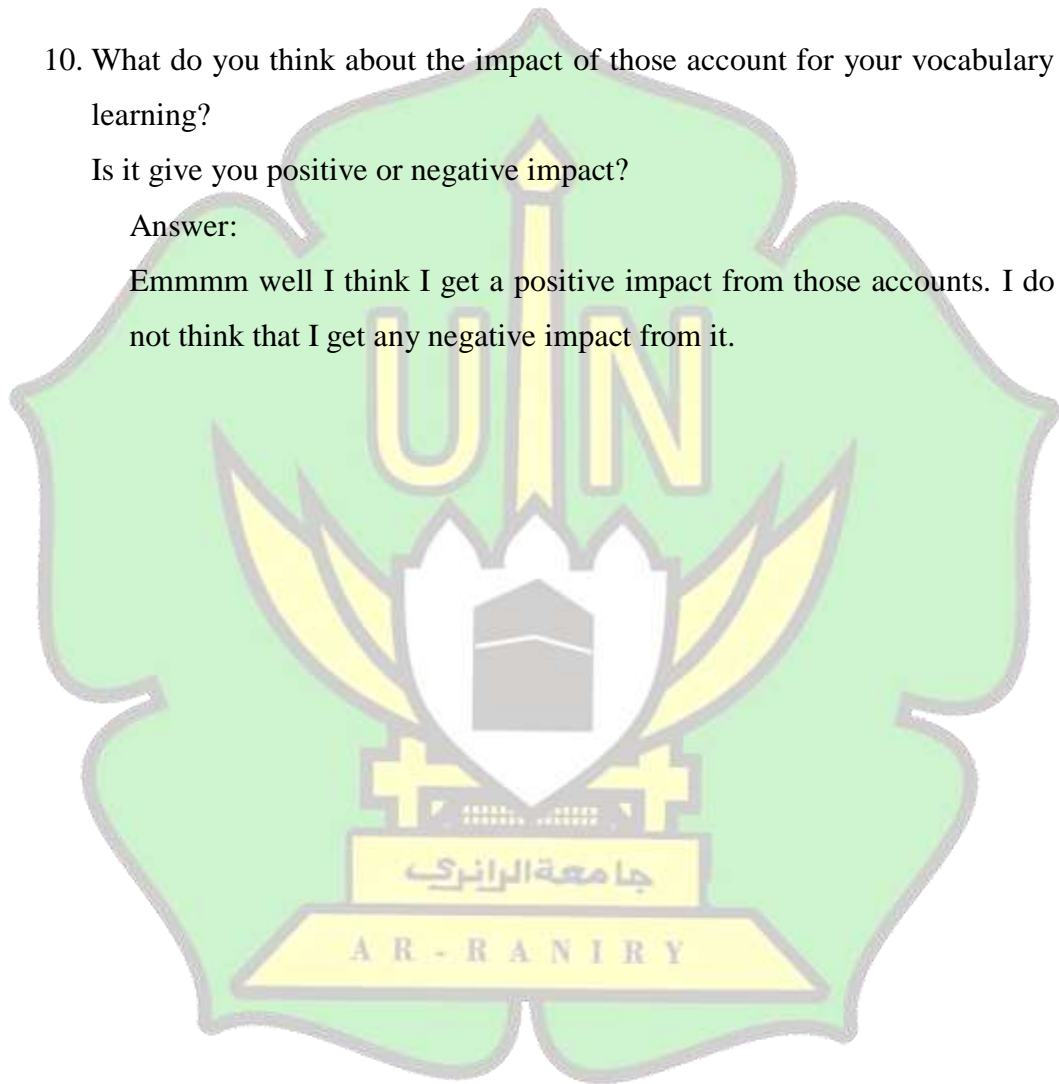 10. What do you think about the impact of those account for your vocabulary
learning?
Is it give you positive or negative impact?
Answer:
Emmmm well I think I get a positive impact from those accounts. I do
not think that I get any negative impact from it.
U N
جامعة الرانري
AR-RANIRY